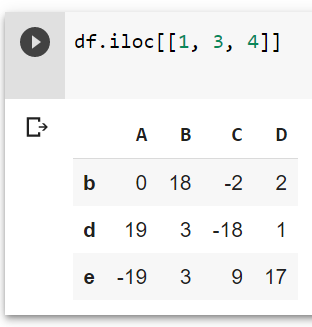 df.iloc[[1, 3, 4]]
A B C D
b 0 18 -2 2
d 19 3 -18 1
e -19 3 9 17